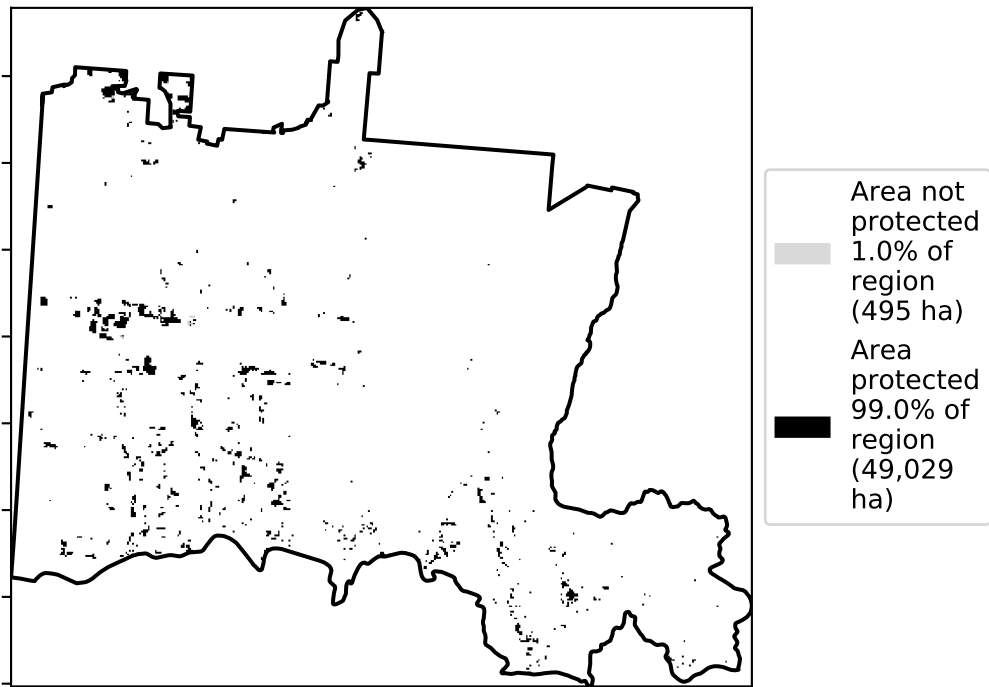 Area not
protected
1.0% of
region
(495 ha)
Area
protected
99.0% of
region
(49,029
ha)